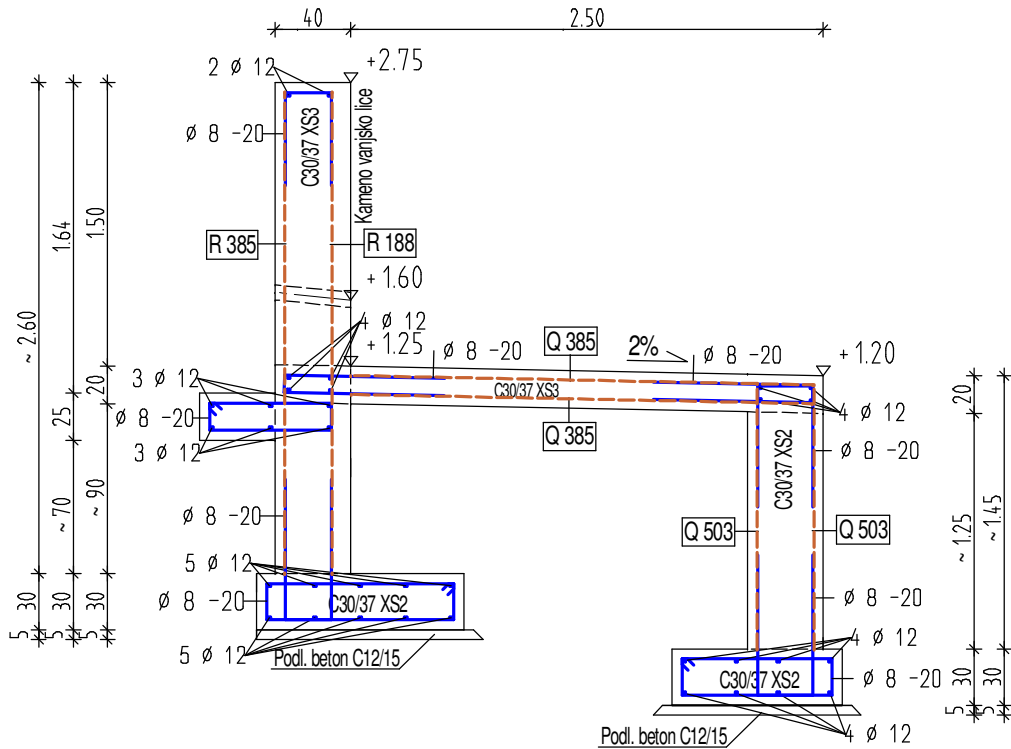 40
2.50
+2.75
2 Ø 12
Ø 8 -20
C30/37 XS3
Kameno vanjsko lice
R 385
R 188
+1.60
4 Ø 12
+1.25
Ø 8 -20
Q 385
2%
Ø 8 -20
+1.20
C30/37 XS3
Q 385
3 Ø 12
Ø 8 -20
3 Ø 12
4 Ø 12
Ø 8 -20
C30/37 XS2
Q 503
Q 503
Ø 8 -20
5 Ø 12
Ø 8 -20
C30/37 XS2
5 Ø 12
Podl. beton C12/15
Ø 8 -20
4 Ø 12
C30/37 XS2
Ø 8 -20
4 Ø 12
Podl. beton C12/15
~ 2.60
30
5
1.64
25
~70
30
5
1.50
20
~90
30
5
20
~1.25
30
5
~1.45
30
5